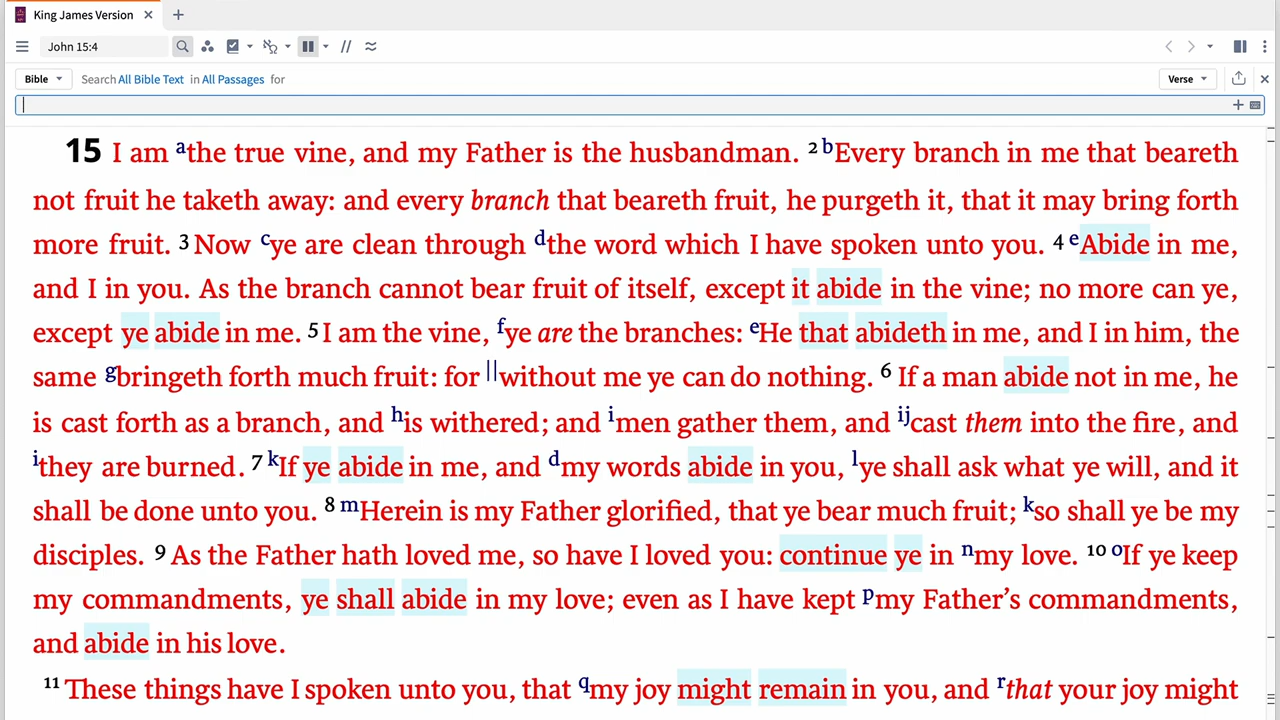 King James Version
John 15:4
Bible Search All Bible Text in All Passages for Verse
15 I am ᵃthe true vine, and my Father is the husbandman. ² ᵇEvery branch in me that beareth
not fruit he taketh away: and every branch that beareth fruit, he purgeth it, that it may bring forth
more fruit. ³ Now ᶜye are clean through ᵈthe word which I have spoken unto you. ⁴ ᵉAbide in me,
and I in you. As the branch cannot bear fruit of itself, except it abide in the vine; no more can ye,
except ye abide in me. ⁵ I am the vine, ᶠye are the branches: ᵉHe that abideth in me, and I in him, the
same ᵍbringeth forth much fruit: for ||without me ye can do nothing. ⁶ If a man abide not in me, he
is cast forth as a branch, and ʰis withered; and ⁱmen gather them, and ⁱʲcast them into the fire, and
ⁱthey are burned. ⁷ ᵏIf ye abide in me, and ᵈmy words abide in you, ˡye shall ask what ye will, and it
shall be done unto you. ⁸ ᵐHerein is my Father glorified, that ye bear much fruit; ᵏso shall ye be my
disciples. ⁹ As the Father hath loved me, so have I loved you: continue ye in ⁿmy love. ¹⁰ ᵒIf ye keep
my commandments, ye shall abide in my love; even as I have kept ᵖmy Father’s commandments,
and abide in his love.
¹¹ These things have I spoken unto you, that qmy joy might remain in you, and ʳthat your joy might